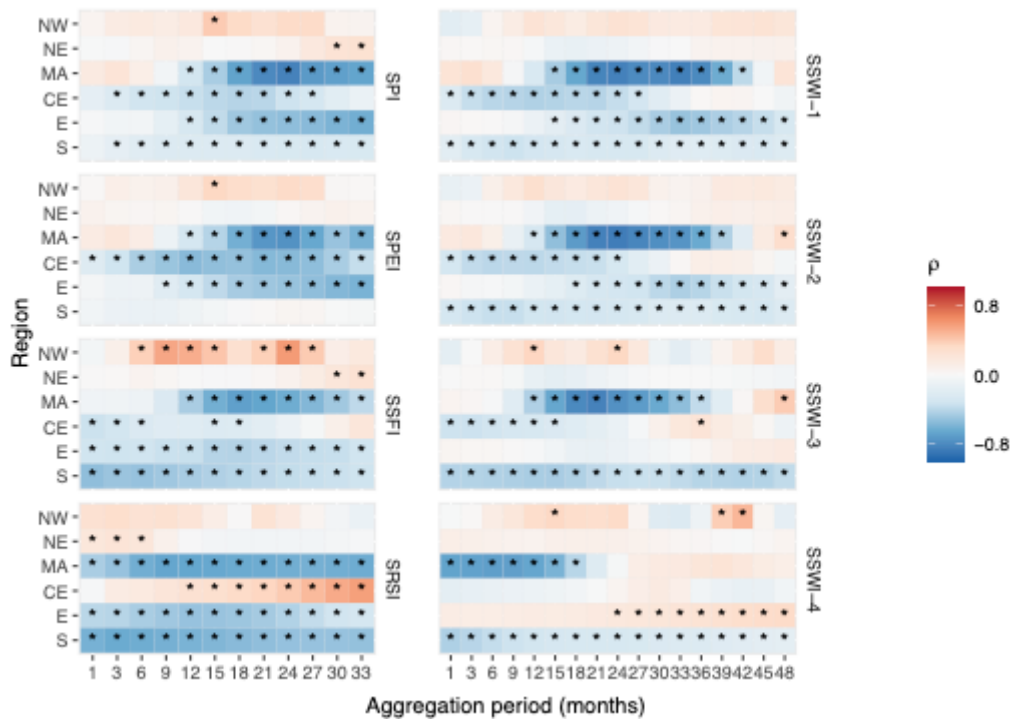 NW
NE
MA
CE
E
S
SPI
SSWI-1
NW
NE
MA
CE
E
S
SPEI
SSWI-2
NW
NE
MA
CE
E
S
SSFI
SSWI-3
NW
NE
MA
CE
E
S
SRSI
SSWI-4
Region
1 3 6 9 12 15 18 21 24 27 30 33
1 3 6 9 12 15 18 21 24 27 30 33 36 39 42 45 48
Aggregation period (months)
ρ
0.8
0.0
−0.8